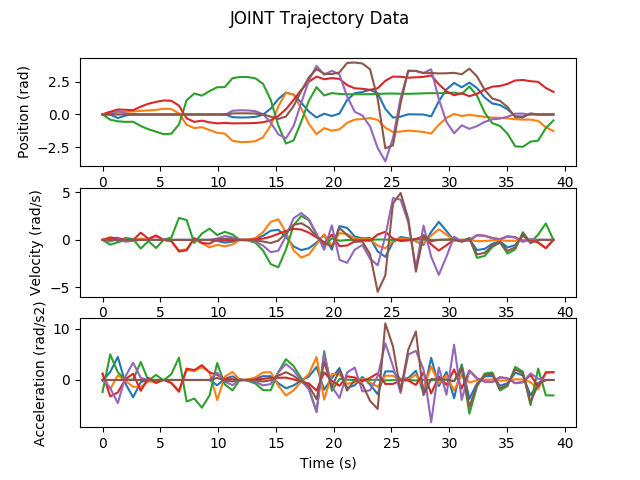 JOINT Trajectory Data
Position (rad)
2.5
0.0
−2.5
0 5 10 15 20 25 30 35 40
Velocity (rad/s)
5
0
−5
0 5 10 15 20 25 30 35 40
Acceleration (rad/s2)
10
0
0 5 10 15 20 25 30 35 40
Time (s)